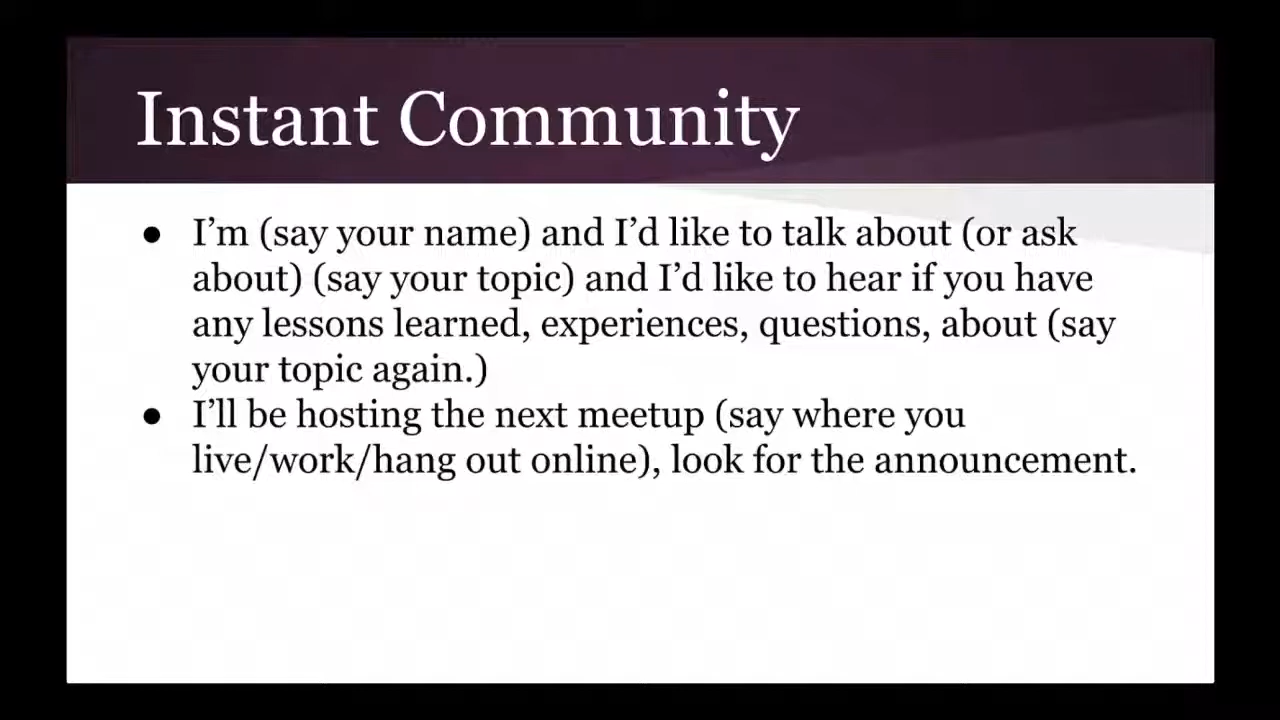 Instant Community
● I’m (say your name) and I’d like to talk about (or ask
about) (say your topic) and I’d like to hear if you have
any lessons learned, experiences, questions, about (say
your topic again.)
● I’ll be hosting the next meetup (say where you
live/work/hang out online), look for the announcement.